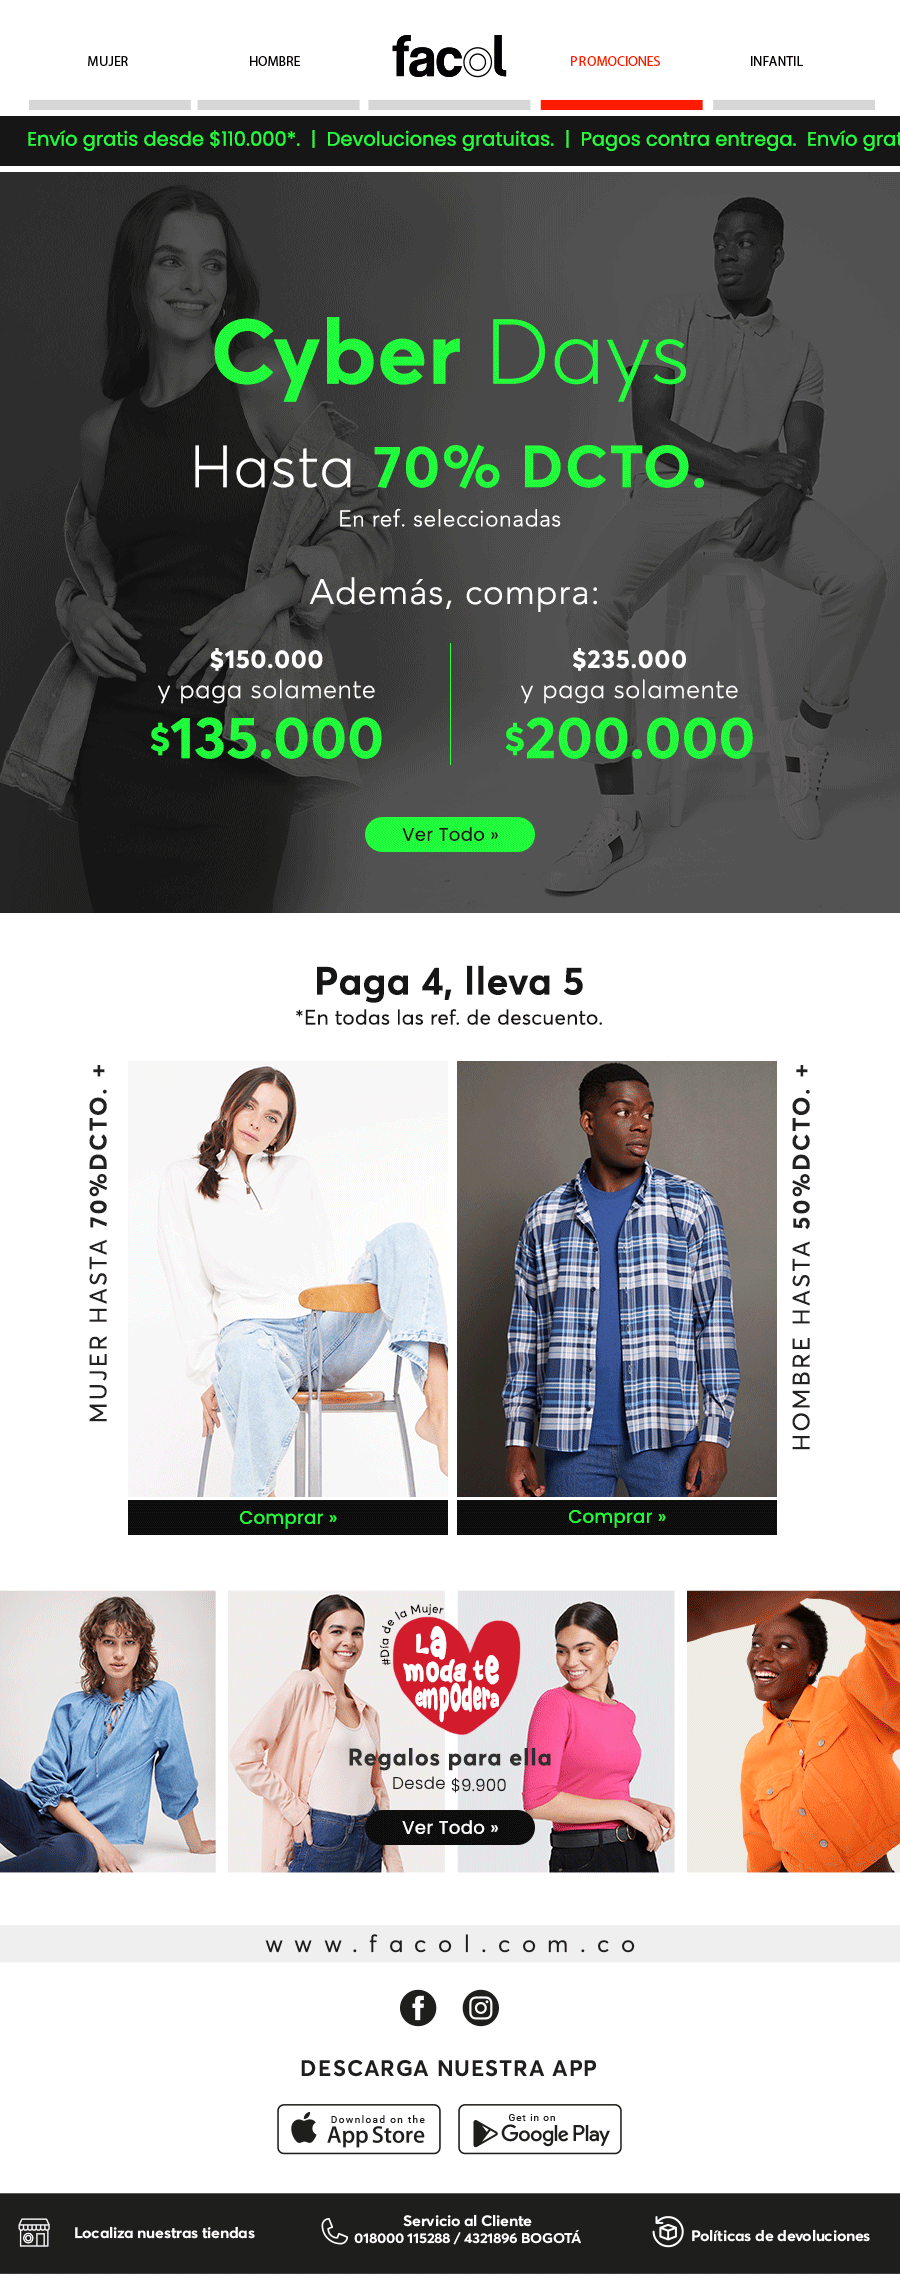 MUJER
HOMBRE
facol
PROMOCIONES
INFANTIL
Envío gratis desde $110.000*. | Devoluciones gratuitas. | Pagos contra entrega. Envío grat
Cyber Days
Hasta 70% DCTO.
En ref. seleccionadas
Además, compra:
$150.000
y paga solamente
$135.000
$235.000
y paga solamente
$200.000
Ver Todo »
Paga 4, lleva 5
*En todas las ref. de descuento.
MUJER HASTA 70%DCTO. +
HOMBRE HASTA 50%DCTO. +
Comprar »
Comprar »
#Día de la Mujer
La
moda te
empodera
Regalos para ella
Desde $9.900
Ver Todo »
www.facol.com.co
DESCARGA NUESTRA APP
Download on the
App Store
Get in on
Google Play
Localiza nuestras tiendas
Servicio al Cliente
018000 115288 / 4321896 BOGOTÁ
Políticas de devoluciones